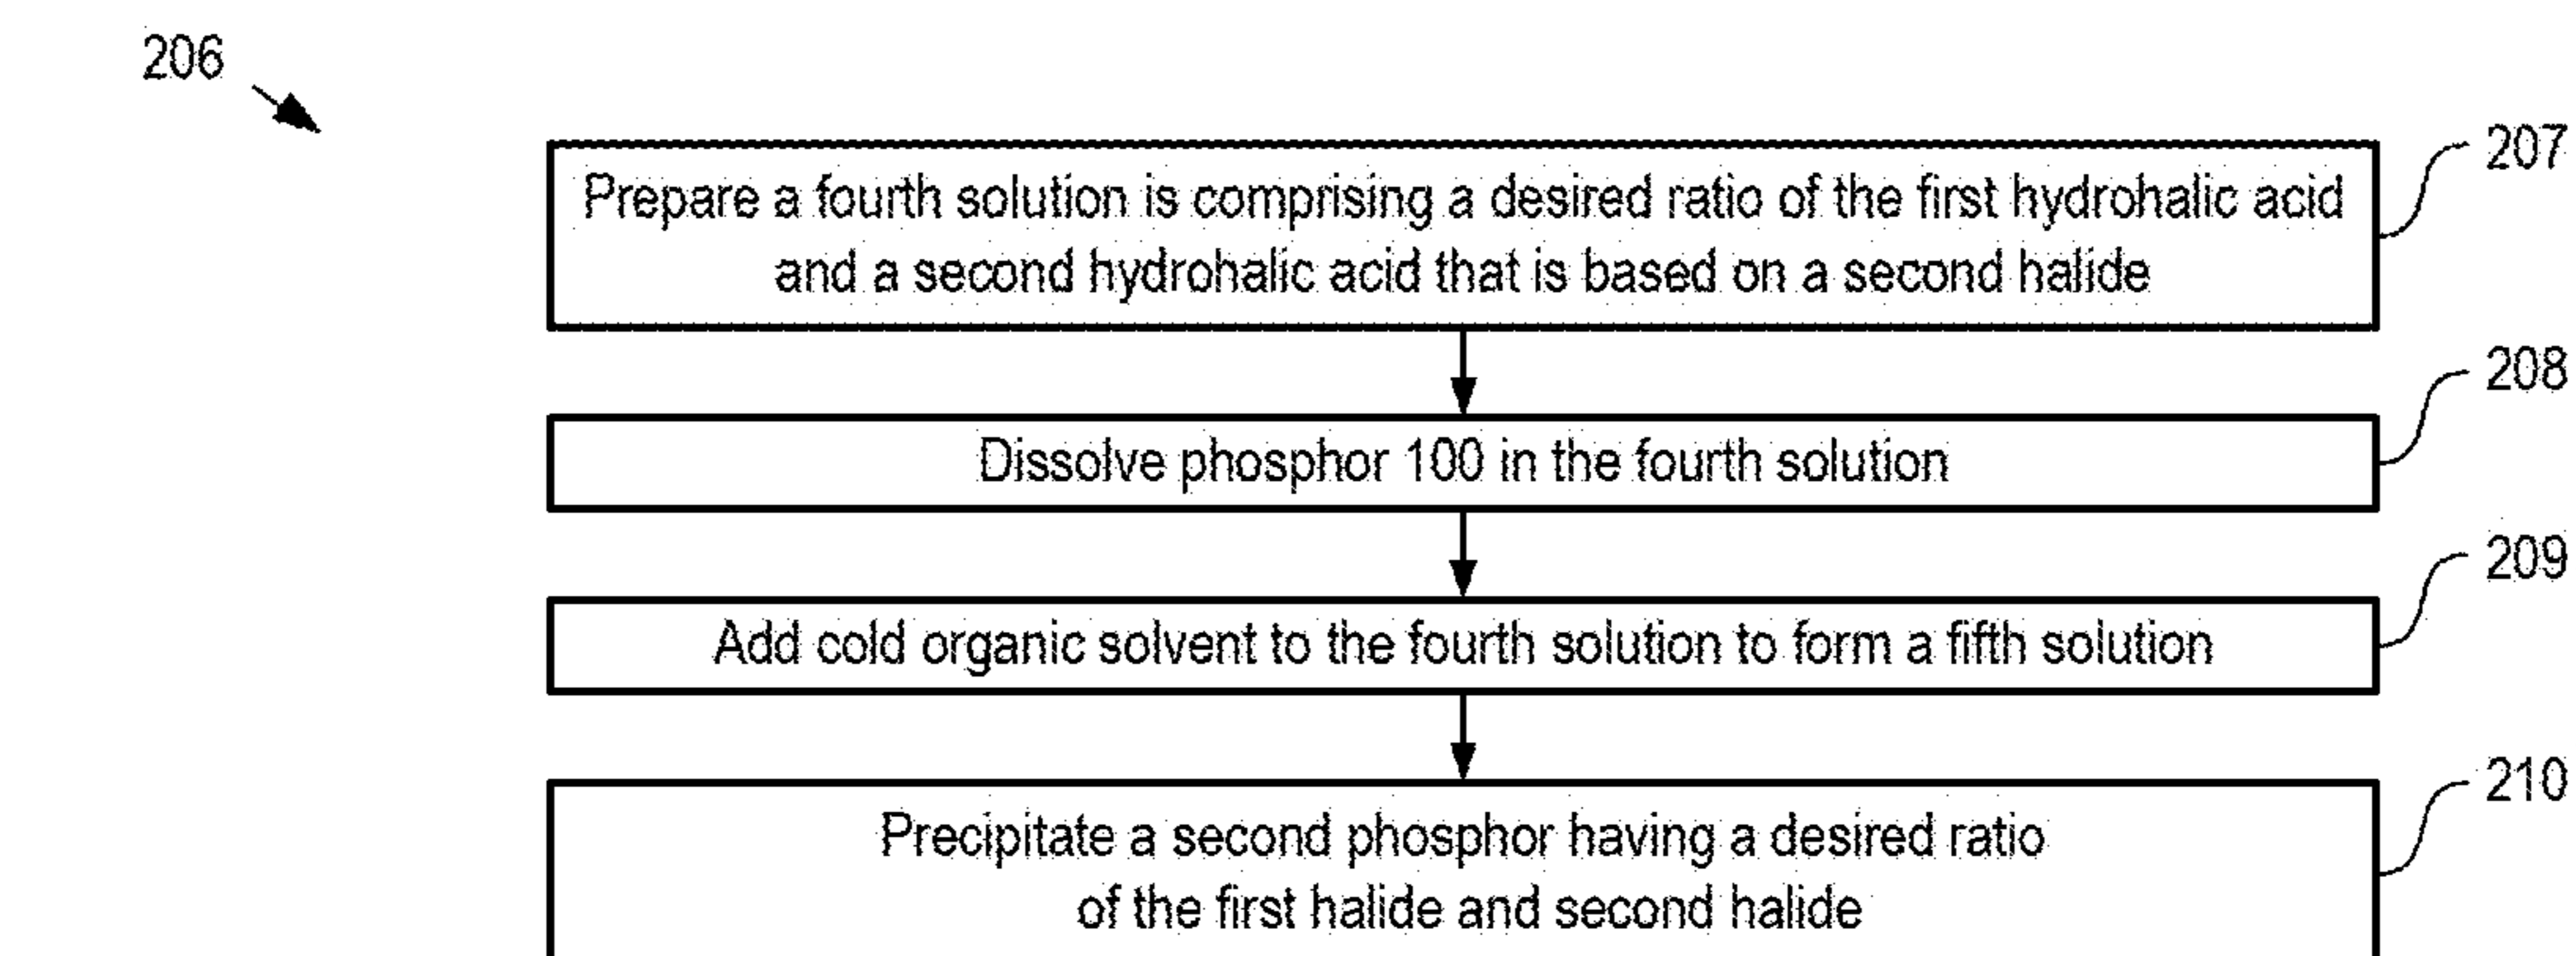 206
207
Prepare a fourth solution is comprising a desired ratio of the first hydrohalic acid
and a second hydrohalic acid that is based on a second halide
208
Dissolve phosphor 100 in the fourth solution
209
Add cold organic solvent to the fourth solution to form a fifth solution
210
Precipitate a second phosphor having a desired ratio
of the first halide and second halide